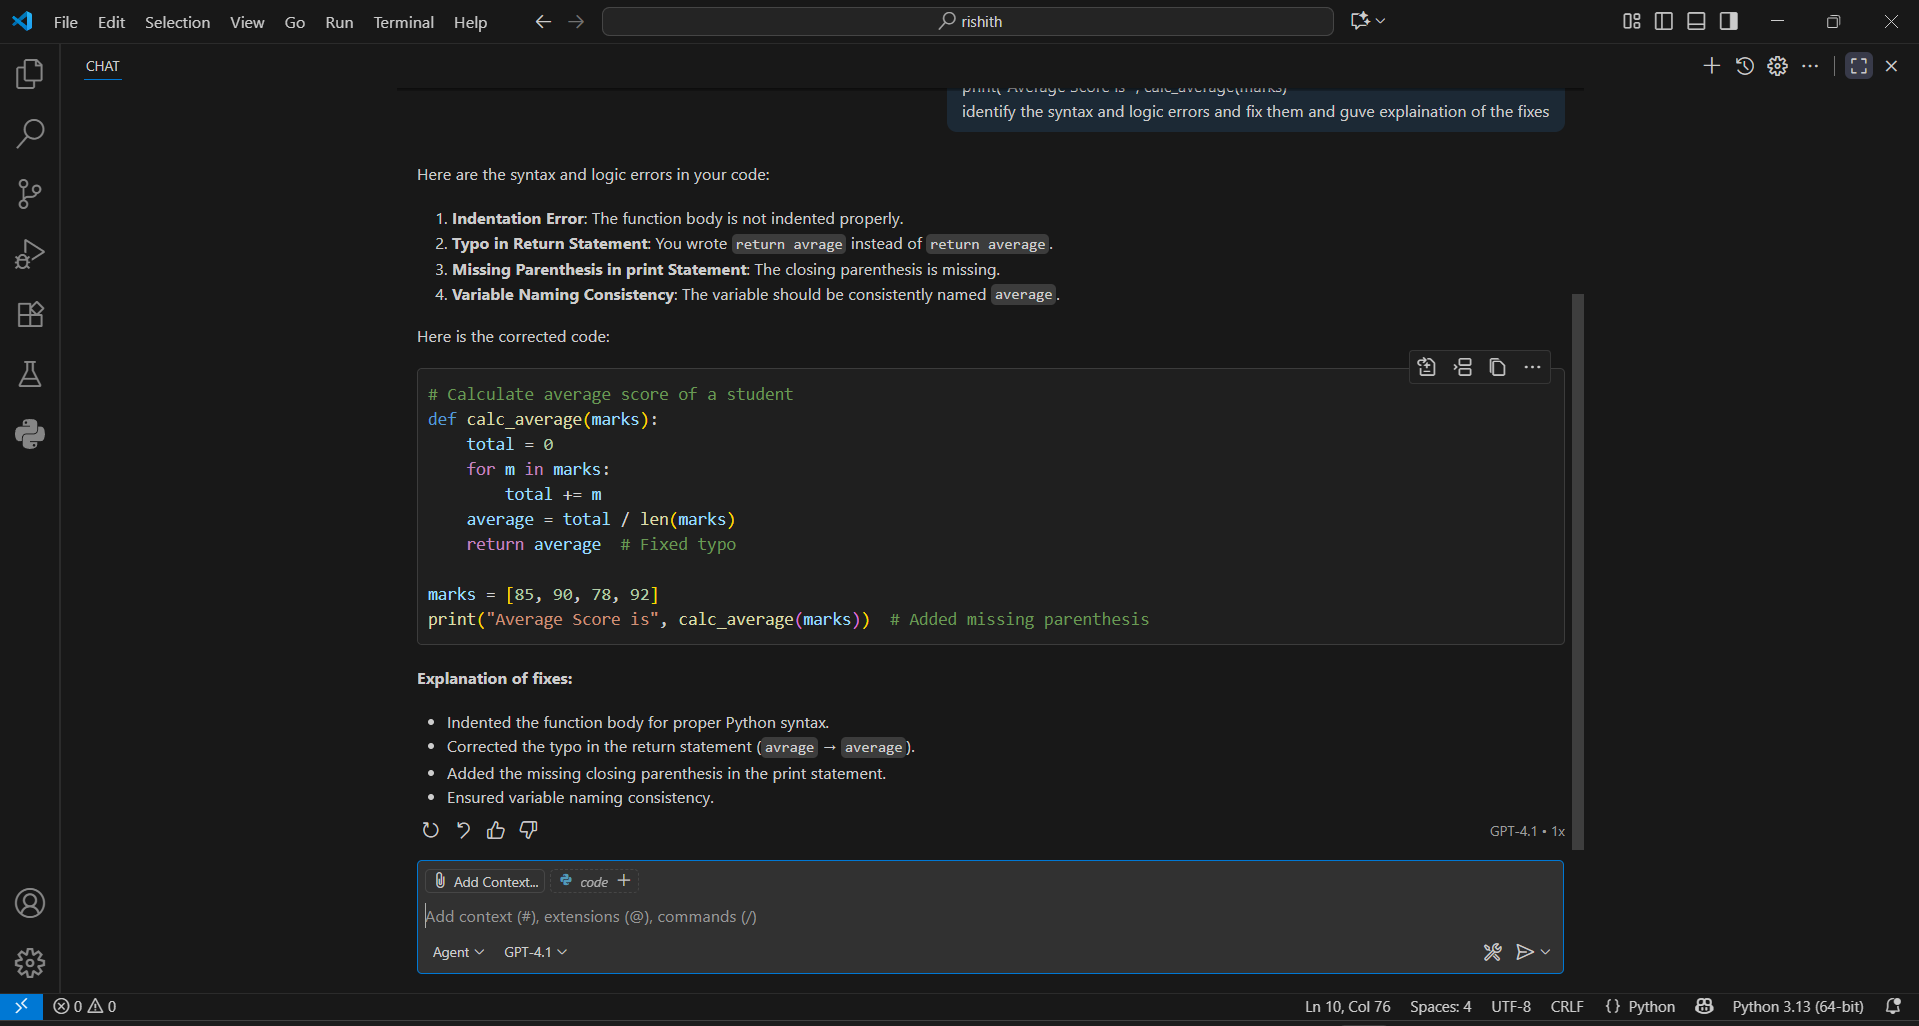 File Edit Selection View Go Run Terminal Help
rishith
CHAT
print("Average Score is" , calc_average(marks)
identify the syntax and logic errors and fix them and guve explaination of the fixes
Here are the syntax and logic errors in your code:
1. Indentation Error: The function body is not indented properly.
2. Typo in Return Statement: You wrote return avrage instead of return average.
3. Missing Parenthesis in print Statement: The closing parenthesis is missing.
4. Variable Naming Consistency: The variable should be consistently named average.
Here is the corrected code:
# Calculate average score of a student
def calc_average(marks):
    total = 0
    for m in marks:
        total += m
    average = total / len(marks)
    return average  # Fixed typo
marks = [85, 90, 78, 92]
print("Average Score is", calc_average(marks))  # Added missing parenthesis
Explanation of fixes:
• Indented the function body for proper Python syntax.
• Corrected the typo in the return statement (avrage → average).
• Added the missing closing parenthesis in the print statement.
• Ensured variable naming consistency.
GPT-4.1 • 1x
Add Context... code +
Add context (#), extensions (@), commands (/)
Agent GPT-4.1
0 0 Ln 10, Col 76 Spaces: 4 UTF-8 CRLF {} Python Python 3.13 (64-bit)